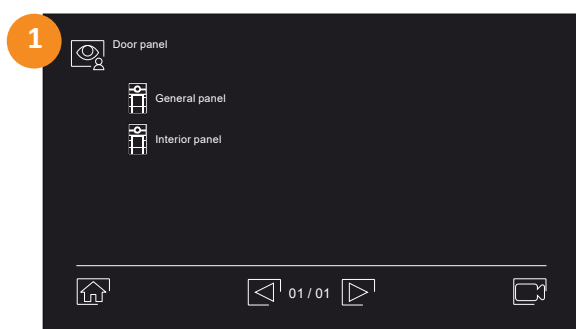 1
Door panel
General panel
Interior panel
01 / 01